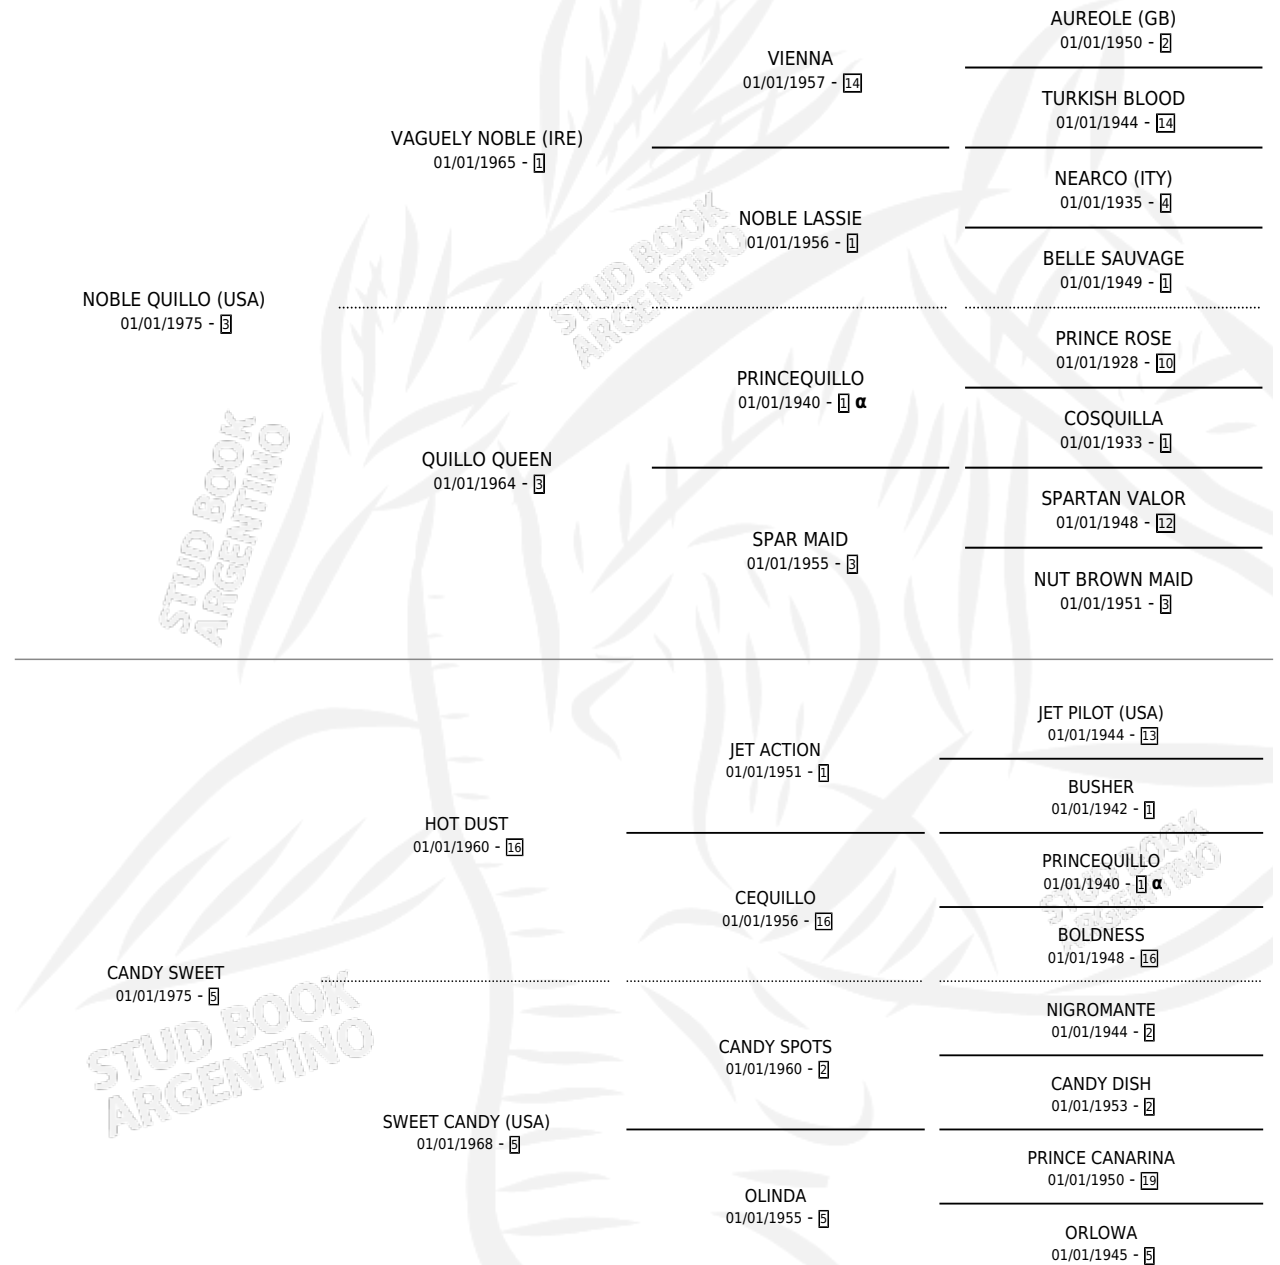 AUREOLE (GB)
01/01/1950 - 2
VIENNA
01/01/1957 - 14
TURKISH BLOOD
01/01/1944 - 14
VAGUELY NOBLE (IRE)
01/01/1965 - 1
NEARCO (ITY)
01/01/1935 - 4
NOBLE LASSIE
01/01/1956 - 1
BELLE SAUVAGE
01/01/1949 - 1
NOBLE QUILLO (USA)
01/01/1975 - 3
PRINCE ROSE
01/01/1928 - 10
PRINCEQUILLO
01/01/1940 - 1 α
COSQUILLA
01/01/1933 - 1
QUILLO QUEEN
01/01/1964 - 3
SPARTAN VALOR
01/01/1948 - 12
SPAR MAID
01/01/1955 - 3
NUT BROWN MAID
01/01/1951 - 3
JET PILOT (USA)
01/01/1944 - 13
JET ACTION
01/01/1951 - 1
BUSHER
01/01/1942 - 1
HOT DUST
01/01/1960 - 16
PRINCEQUILLO
01/01/1940 - 1 α
CEQUILLO
01/01/1956 - 16
BOLDNESS
01/01/1948 - 16
CANDY SWEET
01/01/1975 - 5
NIGROMANTE
01/01/1944 - 2
CANDY SPOTS
01/01/1960 - 2
CANDY DISH
01/01/1953 - 2
SWEET CANDY (USA)
01/01/1968 - 5
PRINCE CANARINA
01/01/1950 - 19
OLINDA
01/01/1955 - 5
ORLOWA
01/01/1945 - 5
STUD BOOK
ARGENTINO
STUD BOOK
ARGENTINO
STUD BOOK
ARGENTINO
STUD BOOK
ARGENTINO